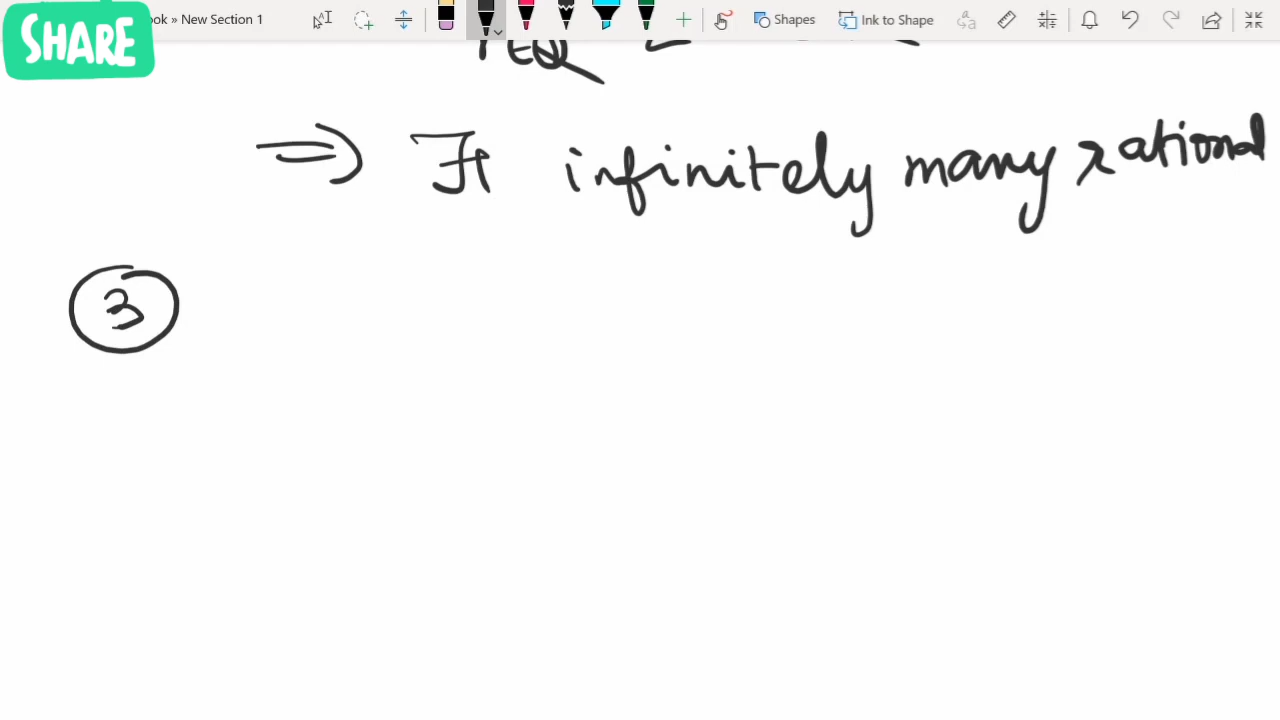 SHARE
ook » New Section 1
Shapes
Ink to Shape
⇒ ∃ infinitely many rational
3